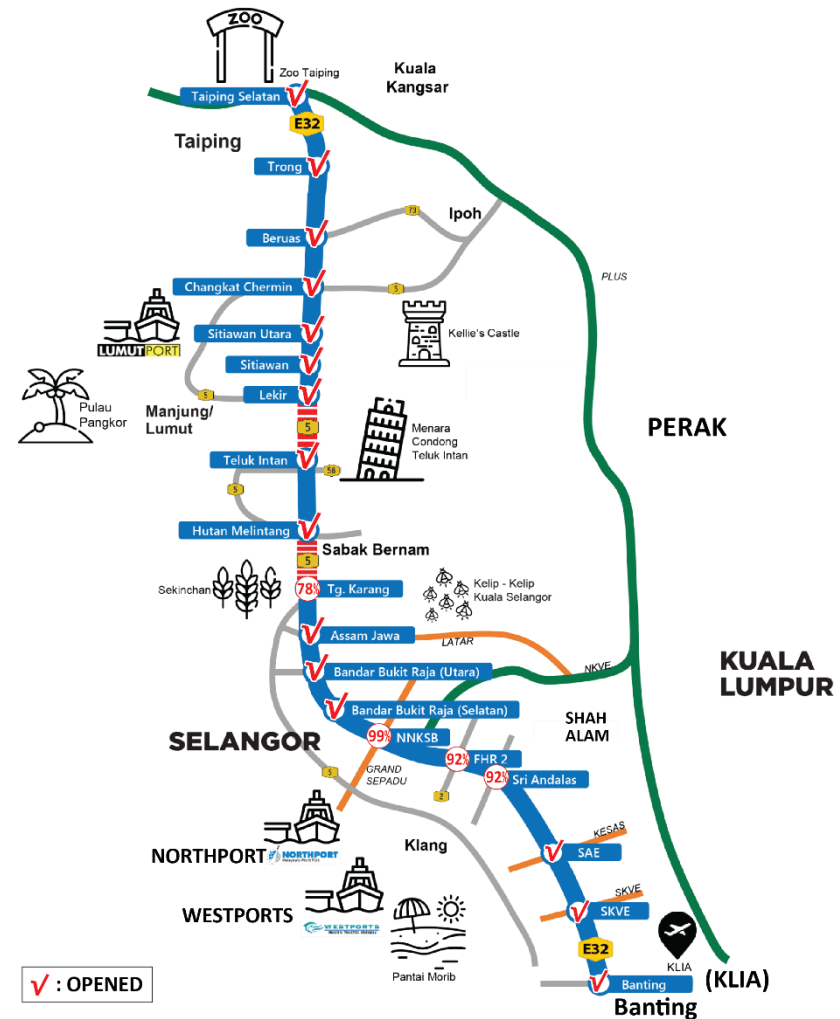 ZOO
Zoo Taiping
Kuala
Kangsar
Taiping Selatan
E32
Taiping
Trong
73
Ipoh
Beruas
PLUS
Changkat Chermin
5
Sitiawan Utara
Kellie's Castle
LUMUT PORT
Sitiawan
5
Lekir
Pulau
Pangkor
Manjung/
Lumut
5
Menara
Condong
Teluk Intan
PERAK
Teluk Intan
58
5
Hutan Melintang
Sabak Bernam
5
Sekinchan
78%
Tg. Karang
Kelip - Kelip
Kuala Selangor
Assam Jawa
LATAR
Bandar Bukit Raja (Utara)
NKVE
KUALA
LUMPUR
Bandar Bukit Raja (Selatan)
SHAH
ALAM
SELANGOR
99%
NNKSB
92%
FHR 2
92%
Sri Andalas
5
GRAND
SEPADU
2
KESAS
Klang
NORTHPORT
NORTHPORT
SAE
WESTPORTS
SKVE
SKVE
WESTPORTS
E32
KLIA
Pantai Morib
(KLIA)
: OPENED
Banting
Banting